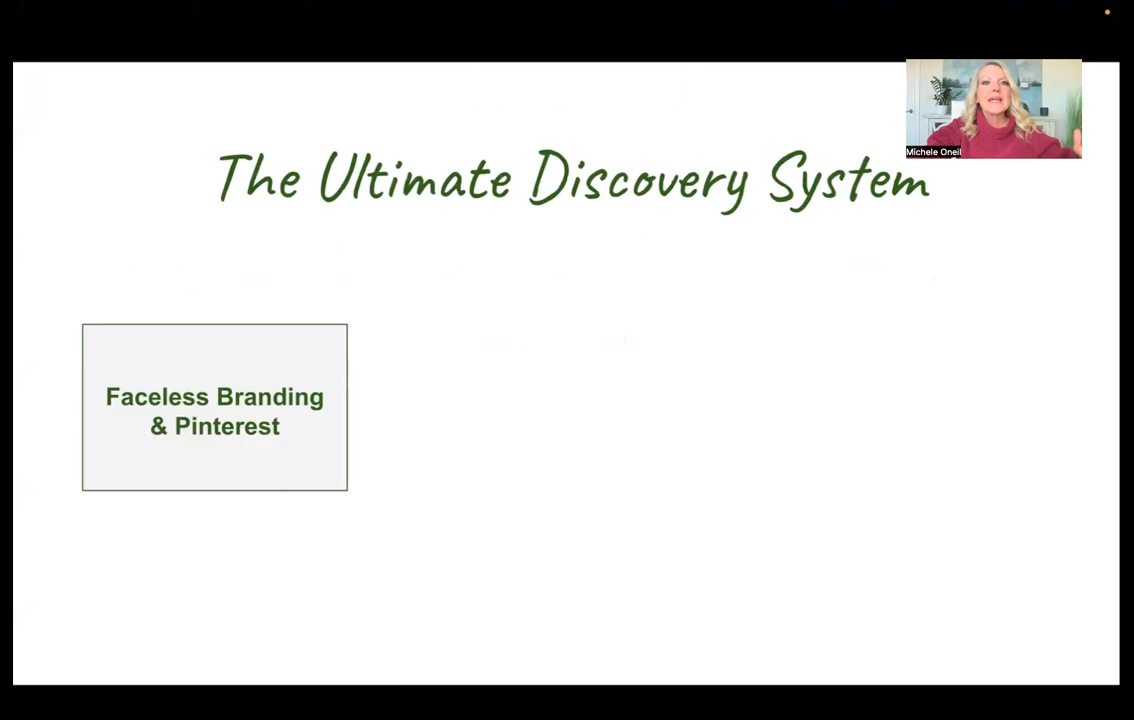 Michele Oneil
The Ultimate Discovery System
Faceless Branding
& Pinterest